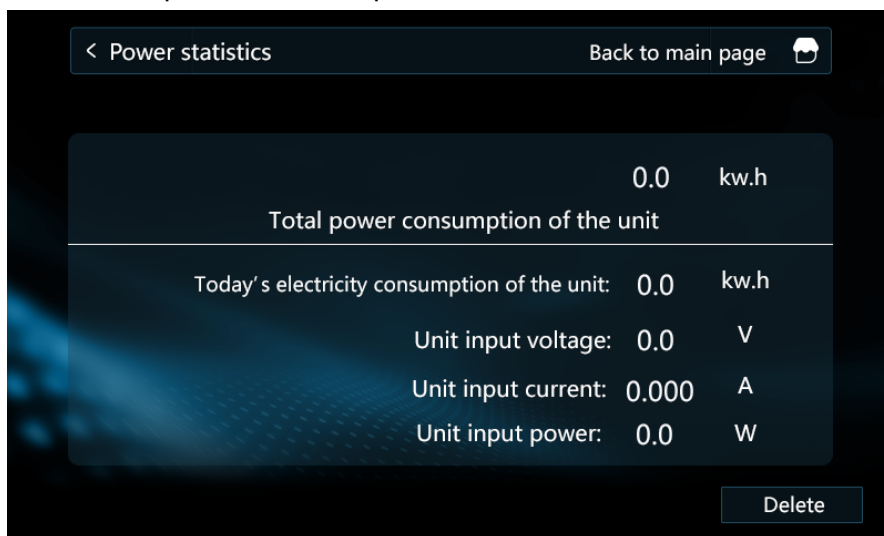 < Power statistics Back to main page
0.0 kw.h
Total power consumption of the unit
Today's electricity consumption of the unit: 0.0 kw.h
Unit input voltage: 0.0 V
Unit input current: 0.000 A
Unit input power: 0.0 W
Delete